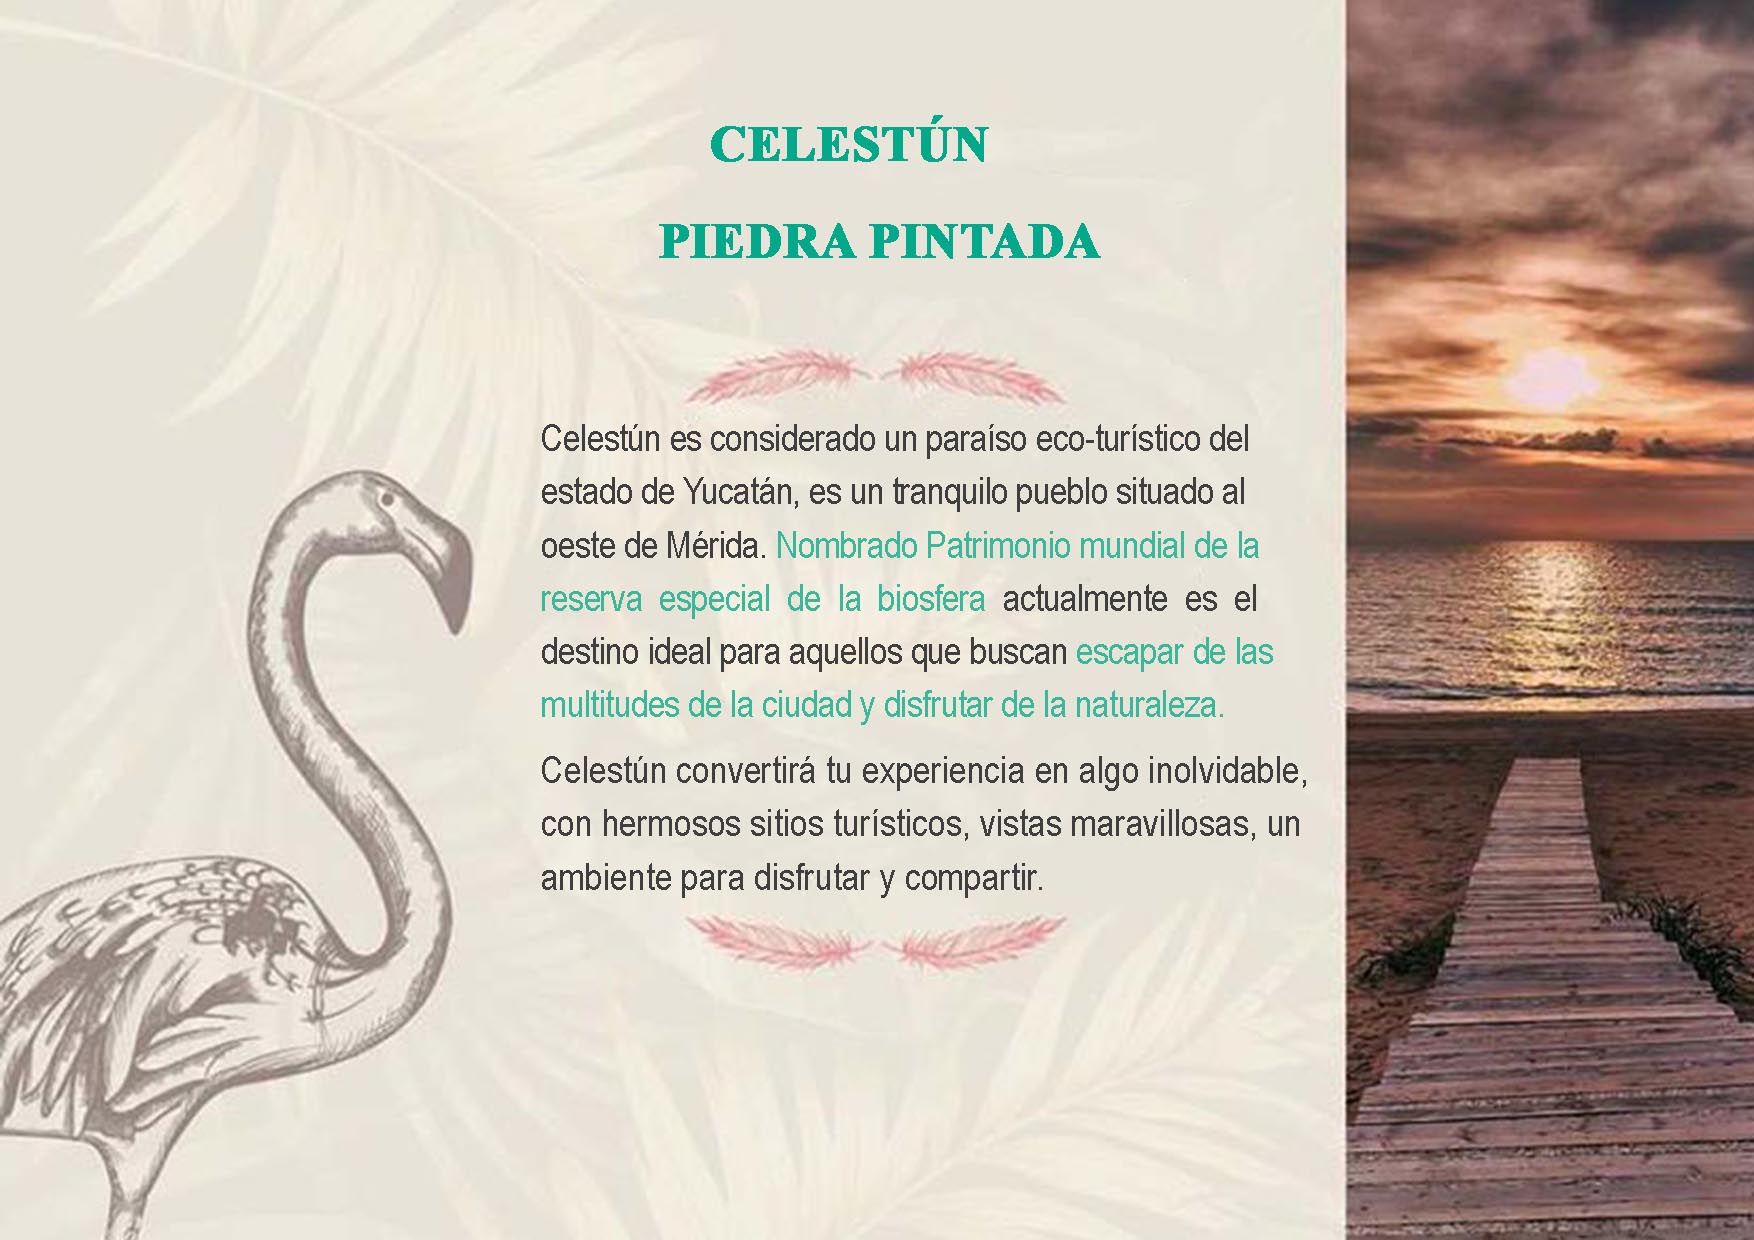 CELESTÚN
PIEDRA PINTADA
Celestún es considerado un paraíso eco-turístico del
estado de Yucatán, es un tranquilo pueblo situado al
oeste de Mérida. Nombrado Patrimonio mundial de la
reserva especial de la biosfera actualmente es el
destino ideal para aquellos que buscan escapar de las
multitudes de la ciudad y disfrutar de la naturaleza.
Celestún convertirá tu experiencia en algo inolvidable,
con hermosos sitios turísticos, vistas maravillosas, un
ambiente para disfrutar y compartir.